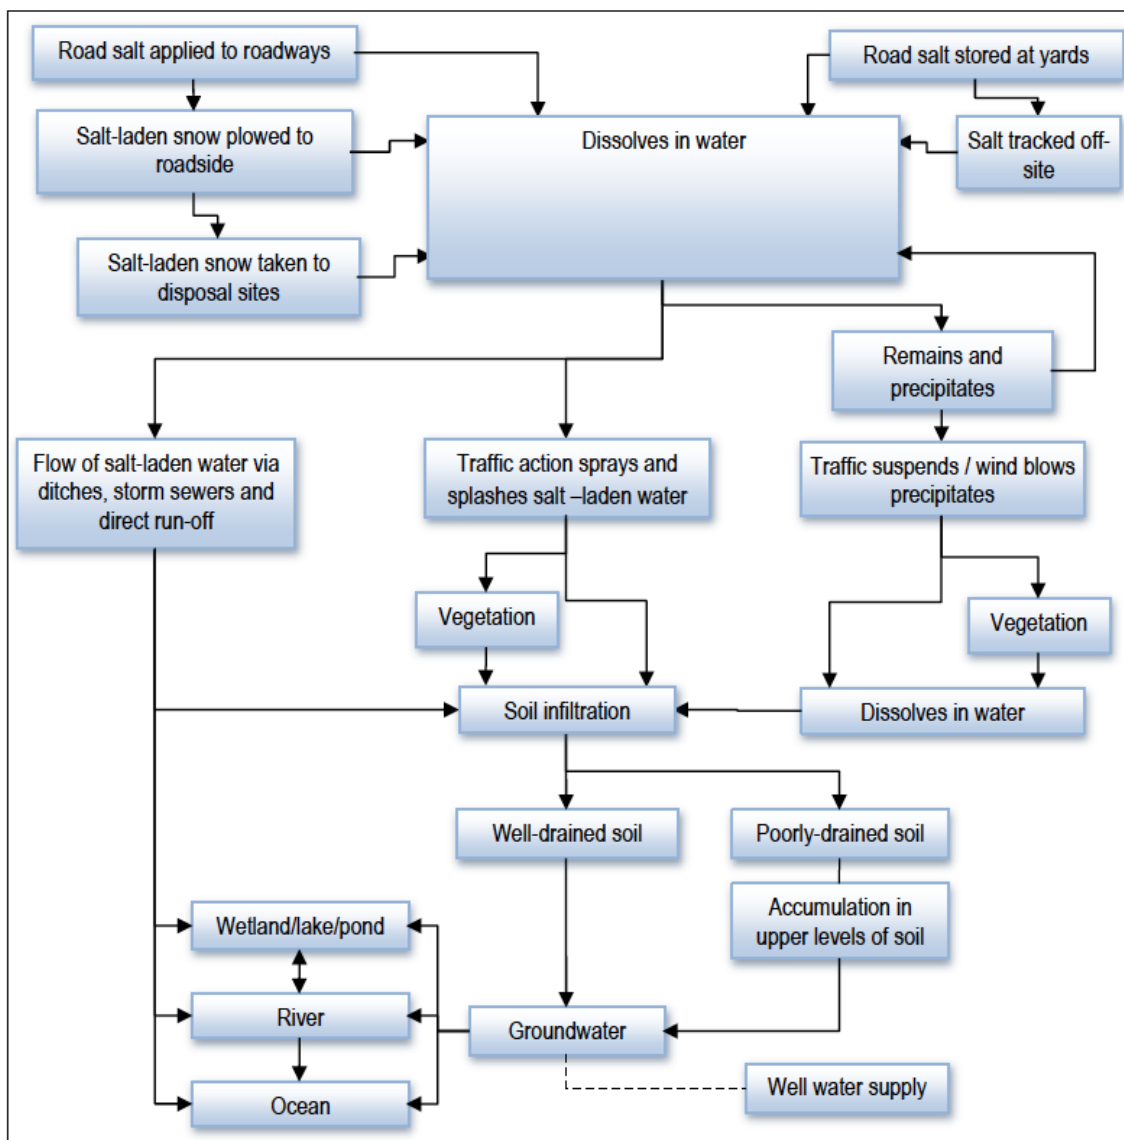 Road salt applied to roadways
Road salt stored at yards
Salt-laden snow plowed to
roadside
Dissolves in water
Salt tracked off-
site
Salt-laden snow taken to
disposal sites
Remains and
precipitates
Flow of salt-laden water via
ditches, storm sewers and
direct run-off
Traffic action sprays and
splashes salt –laden water
Traffic suspends / wind blows
precipitates
Vegetation
Vegetation
Soil infiltration
Dissolves in water
Well-drained soil
Poorly-drained soil
Accumulation in
upper levels of soil
Wetland/lake/pond
River
Groundwater
Well water supply
Ocean